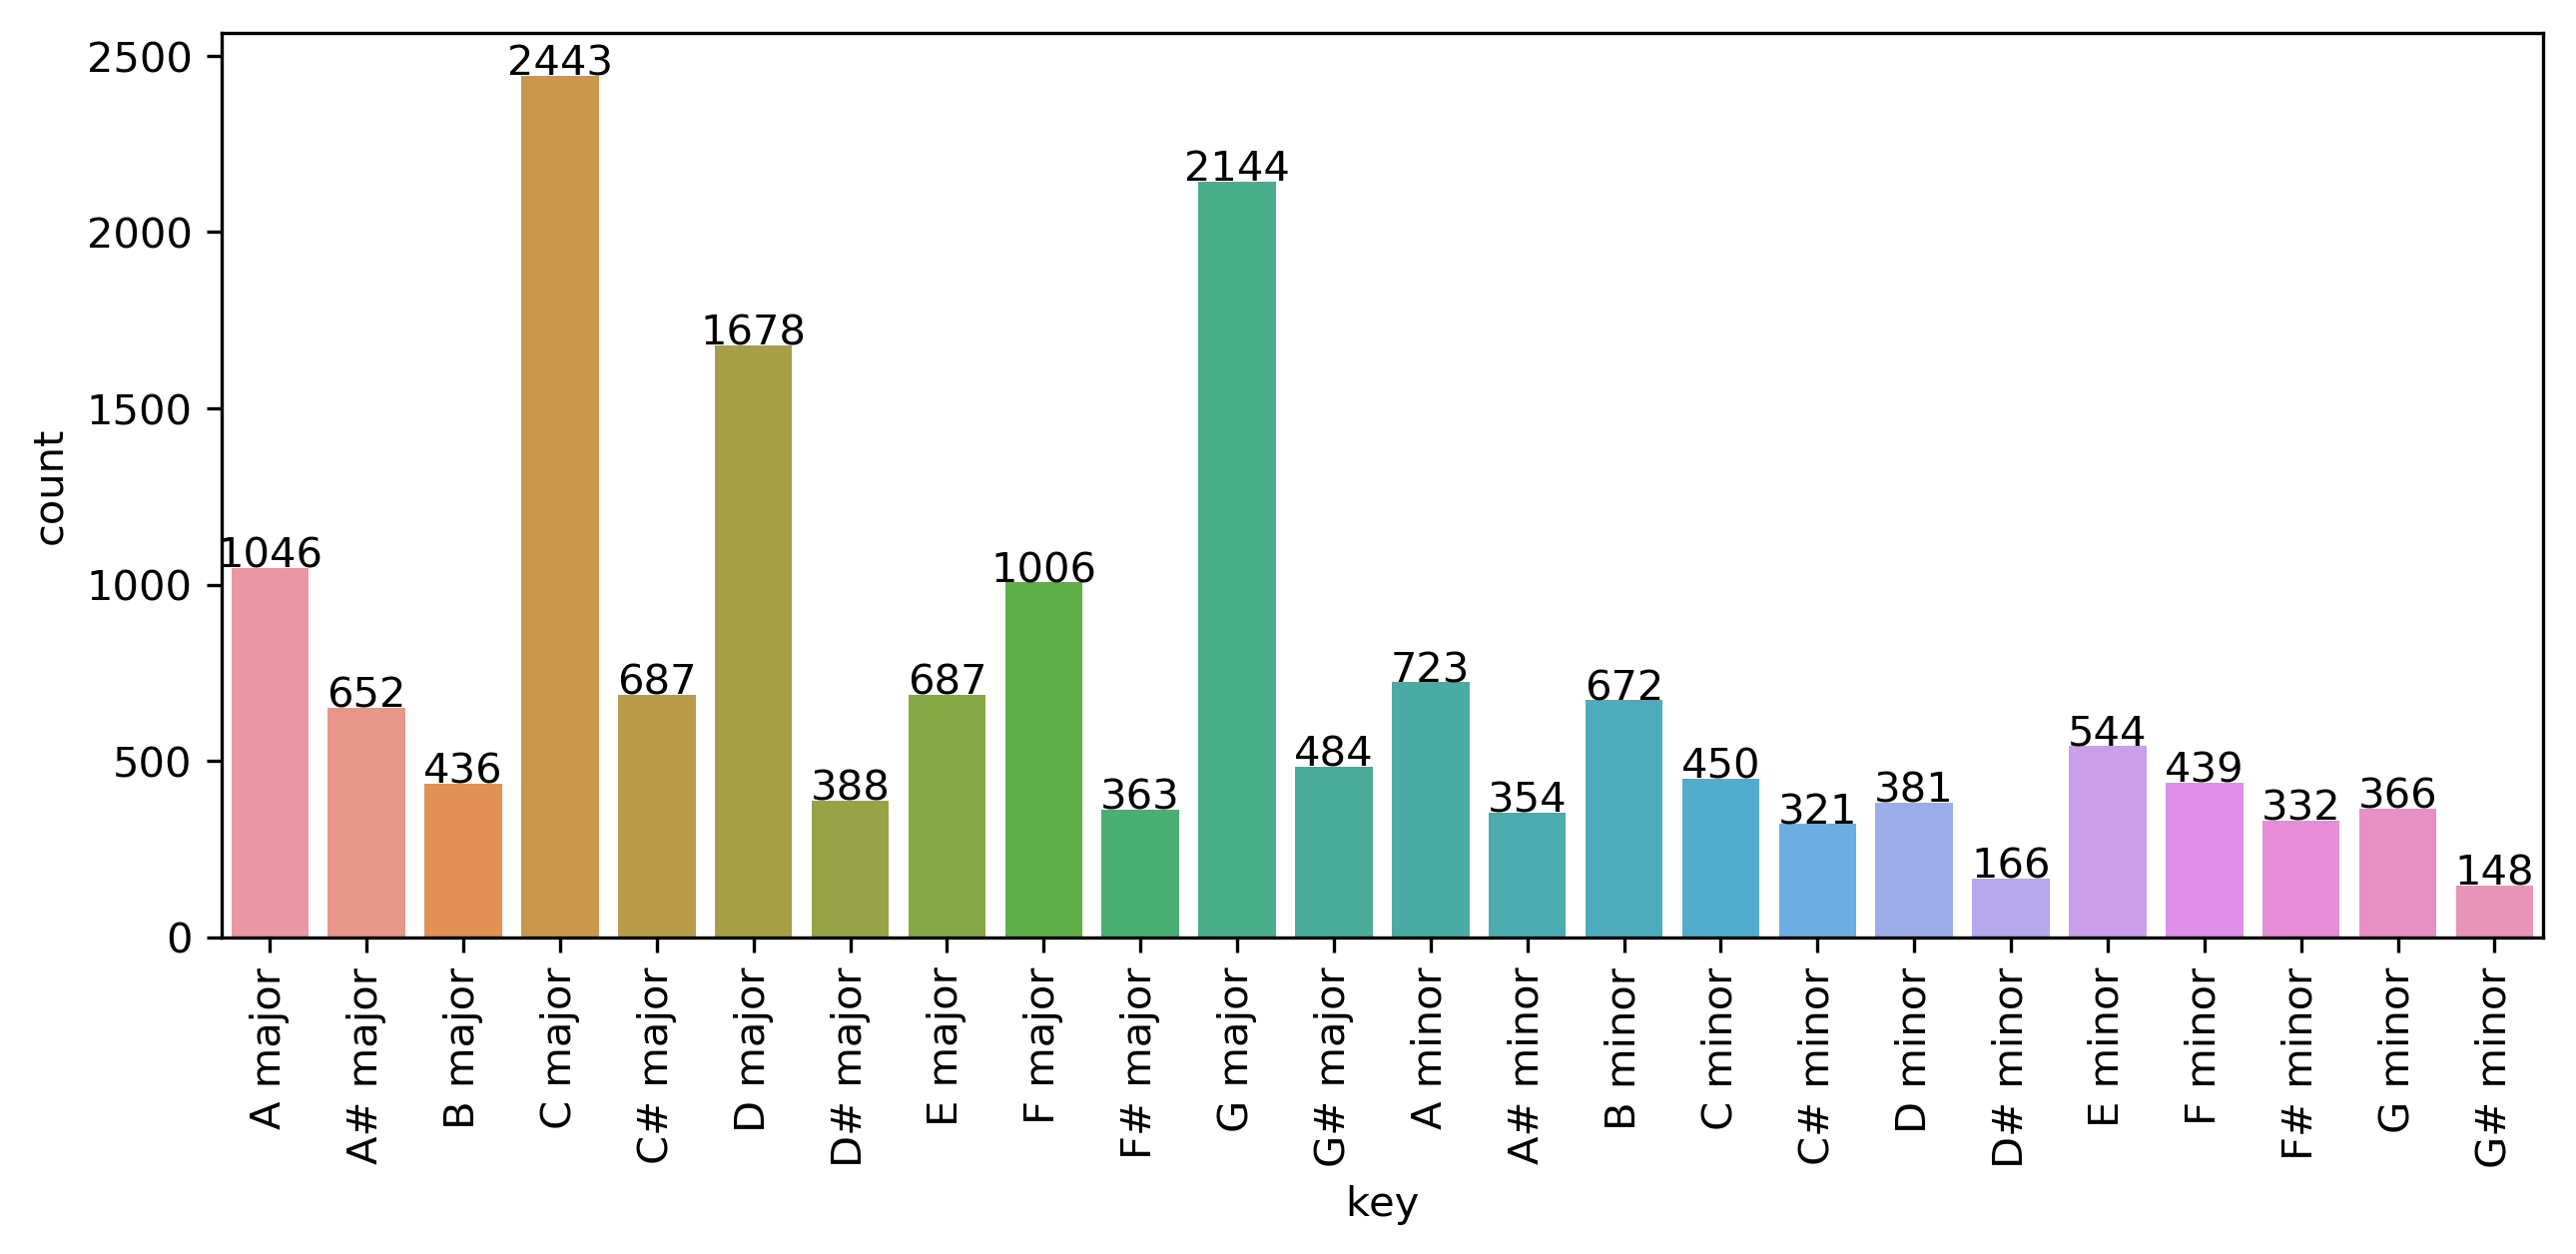 2500
2000
1500
1000
500
0
count
1046
652
436
2443
687
1678
388
687
1006
363
2144
484
723
354
672
450
321
381
166
544
439
332
366
148
A major
A# major
B major
C major
C# major
D major
D# major
E major
F major
F# major
G major
G# major
A minor
A# minor
B minor
C minor
C# minor
D minor
D# minor
E minor
F minor
F# minor
G minor
G# minor
key